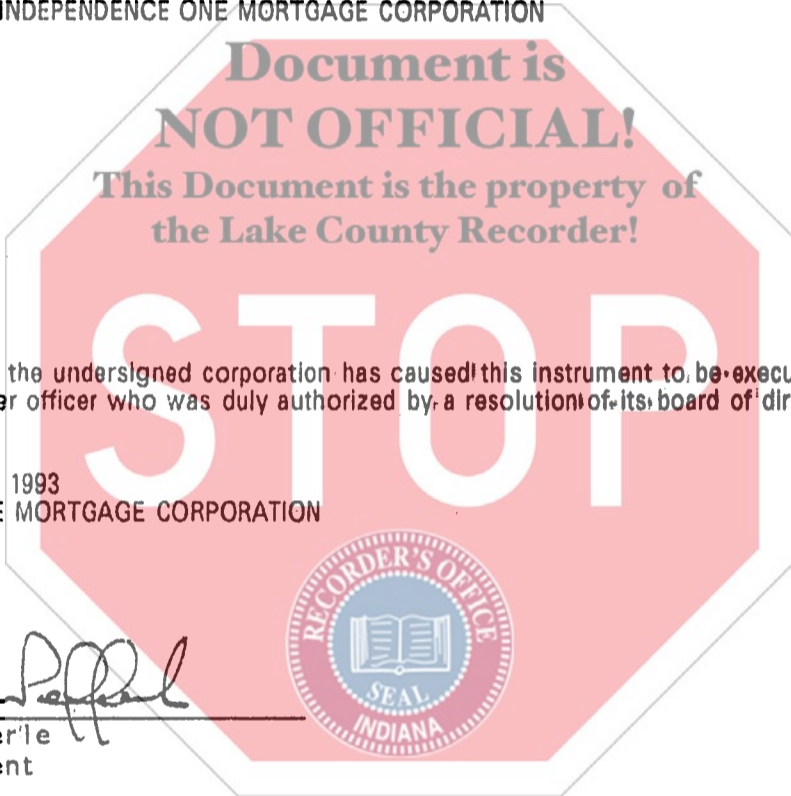 INDEPENDENCE ONE MORTGAGE CORPORATION
Document is
NOT OFFICIAL!
This Document is the property of
the Lake County Recorder!
STOP
the undersigned corporation has caused this instrument to be execu
er officer who was duly authorized by a resolution of its board of dir
1993
E MORTGAGE CORPORATION
RECORDER'S OFFICE
SEAL
INDIANA
erle
ent